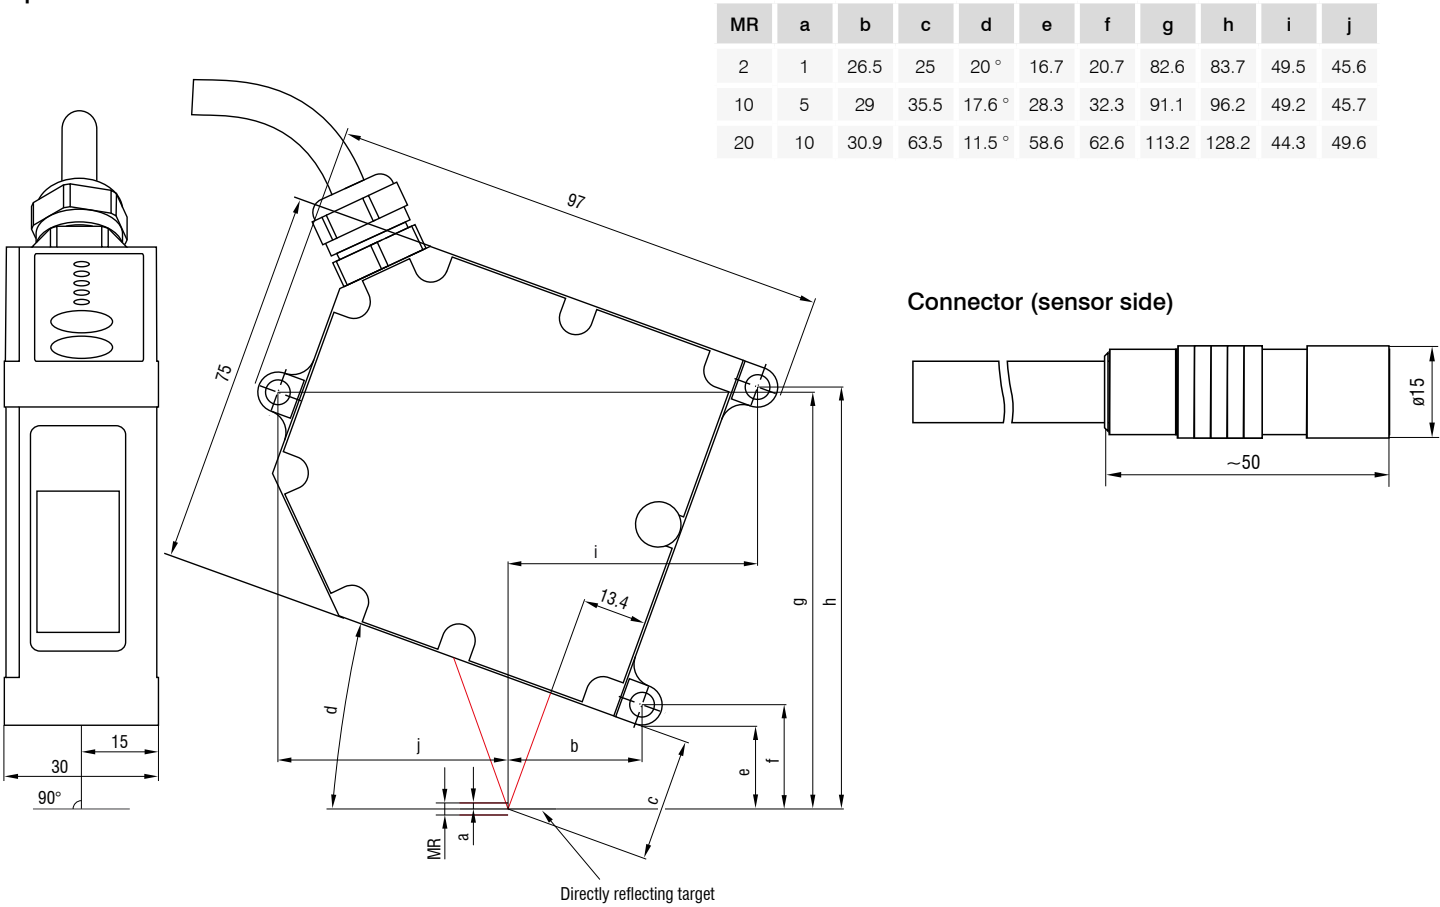 MR a b c d e f g h i j
2 1 26.5 25 20 ° 16.7 20.7 82.6 83.7 49.5 45.6
10 5 29 35.5 17.6 ° 28.3 32.3 91.1 96.2 49.2 45.7
20 10 30.9 63.5 11.5 ° 58.6 62.6 113.2 128.2 44.3 49.6
97
75
Connector (sensor side)
ø15
~50
i
13.4
g
h
d
j
b
e
f
c
15
30
90°
MR
a
Directly reflecting target